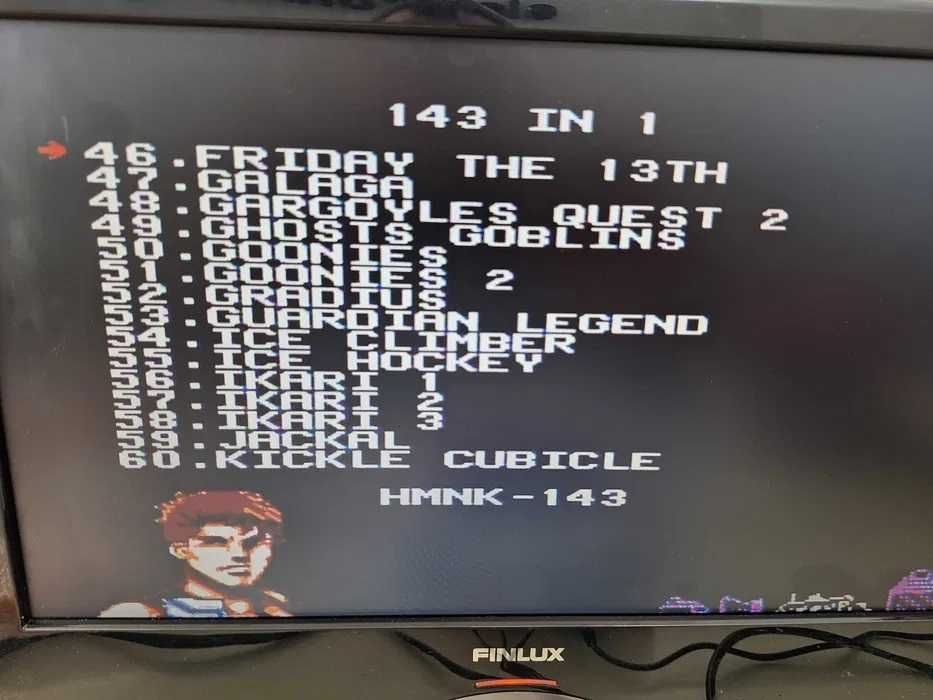 143 IN 1
46.FRIDAY THE 13TH
47.GALAGA
48.GARGOYLES QUEST 2
49.GHOSTS GOBLINS
50.GOONIES
51.GOONIES 2
52.GRADIUS
53.GUARDIAN LEGEND
54.ICE CLIMBER
55.ICE HOCKEY
56.IKARI 1
57.IKARI 2
58.IKARI 3
59.JACKAL
60.KICKLE CUBICLE
HMNK-143
FINLUX